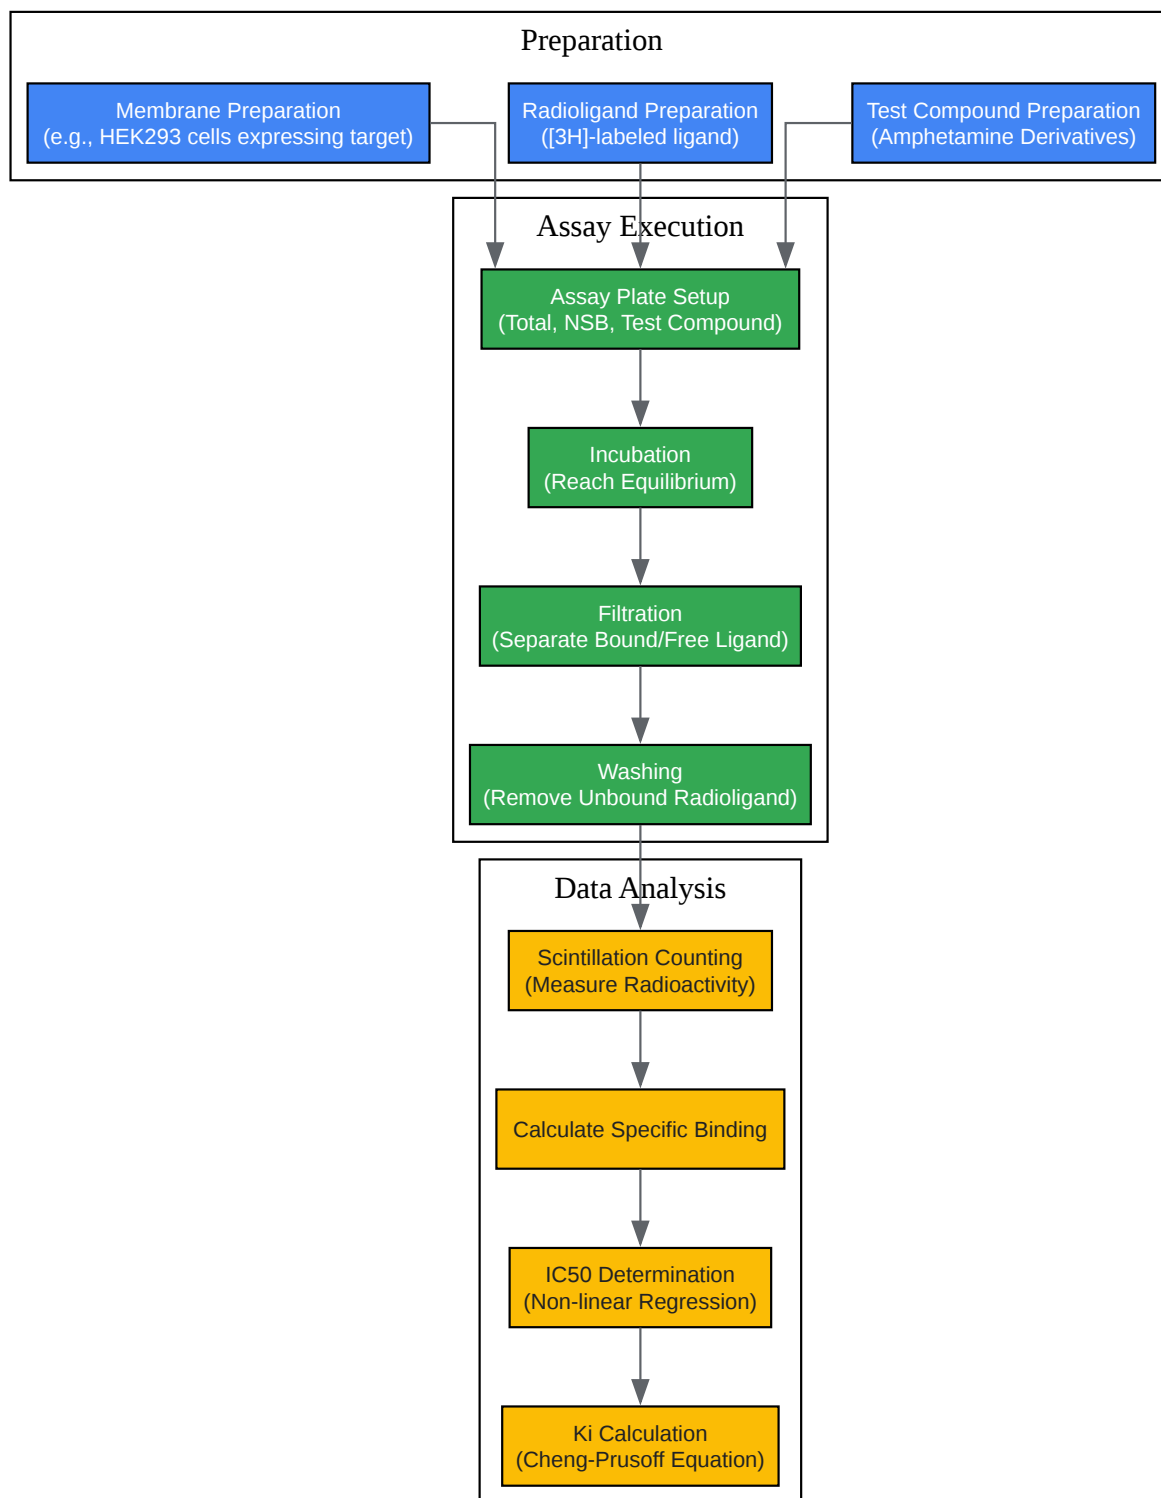 Preparation
Membrane Preparation
(e.g., HEK293 cells expressing target)
Radioligand Preparation
([3H]-labeled ligand)
Test Compound Preparation
(Amphetamine Derivatives)
Assay Execution
Assay Plate Setup
(Total, NSB, Test Compound)
Incubation
(Reach Equilibrium)
Filtration
(Separate Bound/Free Ligand)
Washing
(Remove Unbound Radioligand)
Data Analysis
Scintillation Counting
(Measure Radioactivity)
Calculate Specific Binding
IC50 Determination
(Non-linear Regression)
Ki Calculation
(Cheng-Prusoff Equation)